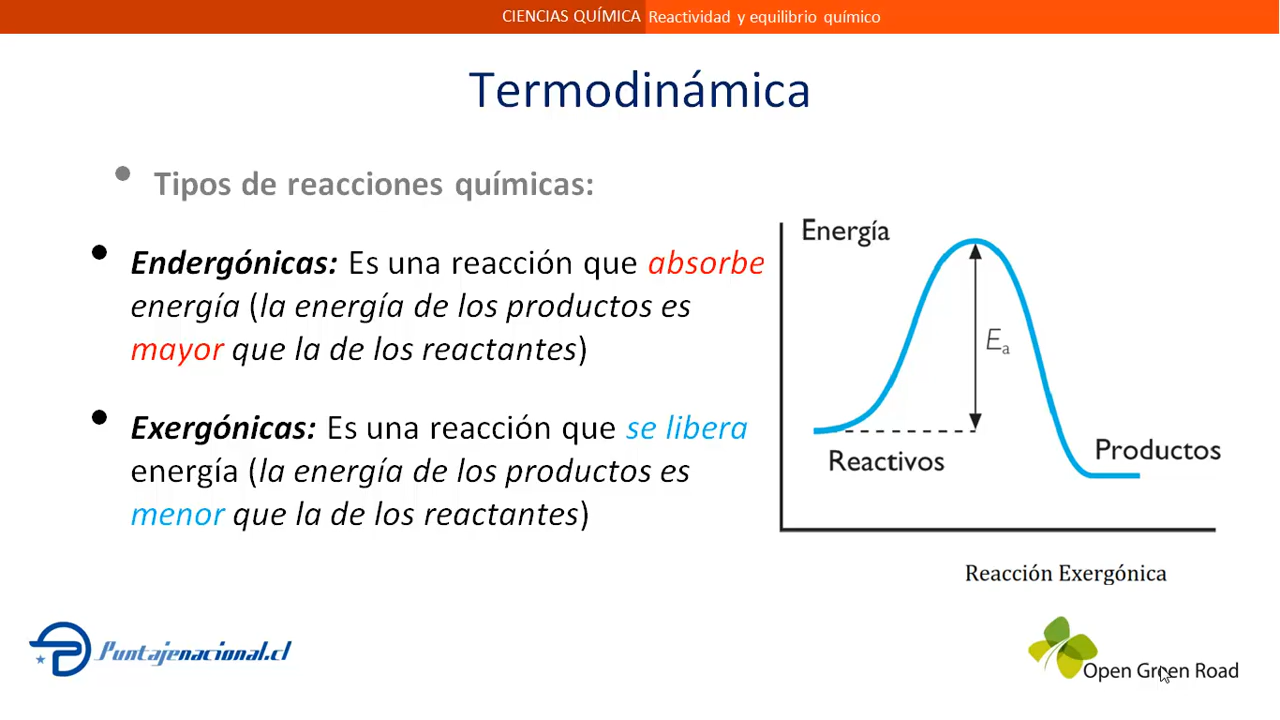 CIENCIAS QUÍMICA Reactividad y equilibrio químico
Termodinámica
• Tipos de reacciones químicas:
• Endergónicas: Es una reacción que absorbe
energía (la energía de los productos es
mayor que la de los reactantes)
• Exergónicas: Es una reacción que se libera
energía (la energía de los productos es
menor que la de los reactantes)
Energía
Ea
Reactivos
Productos
Reacción Exergónica
Puntajenacional.cl
Open Green Road